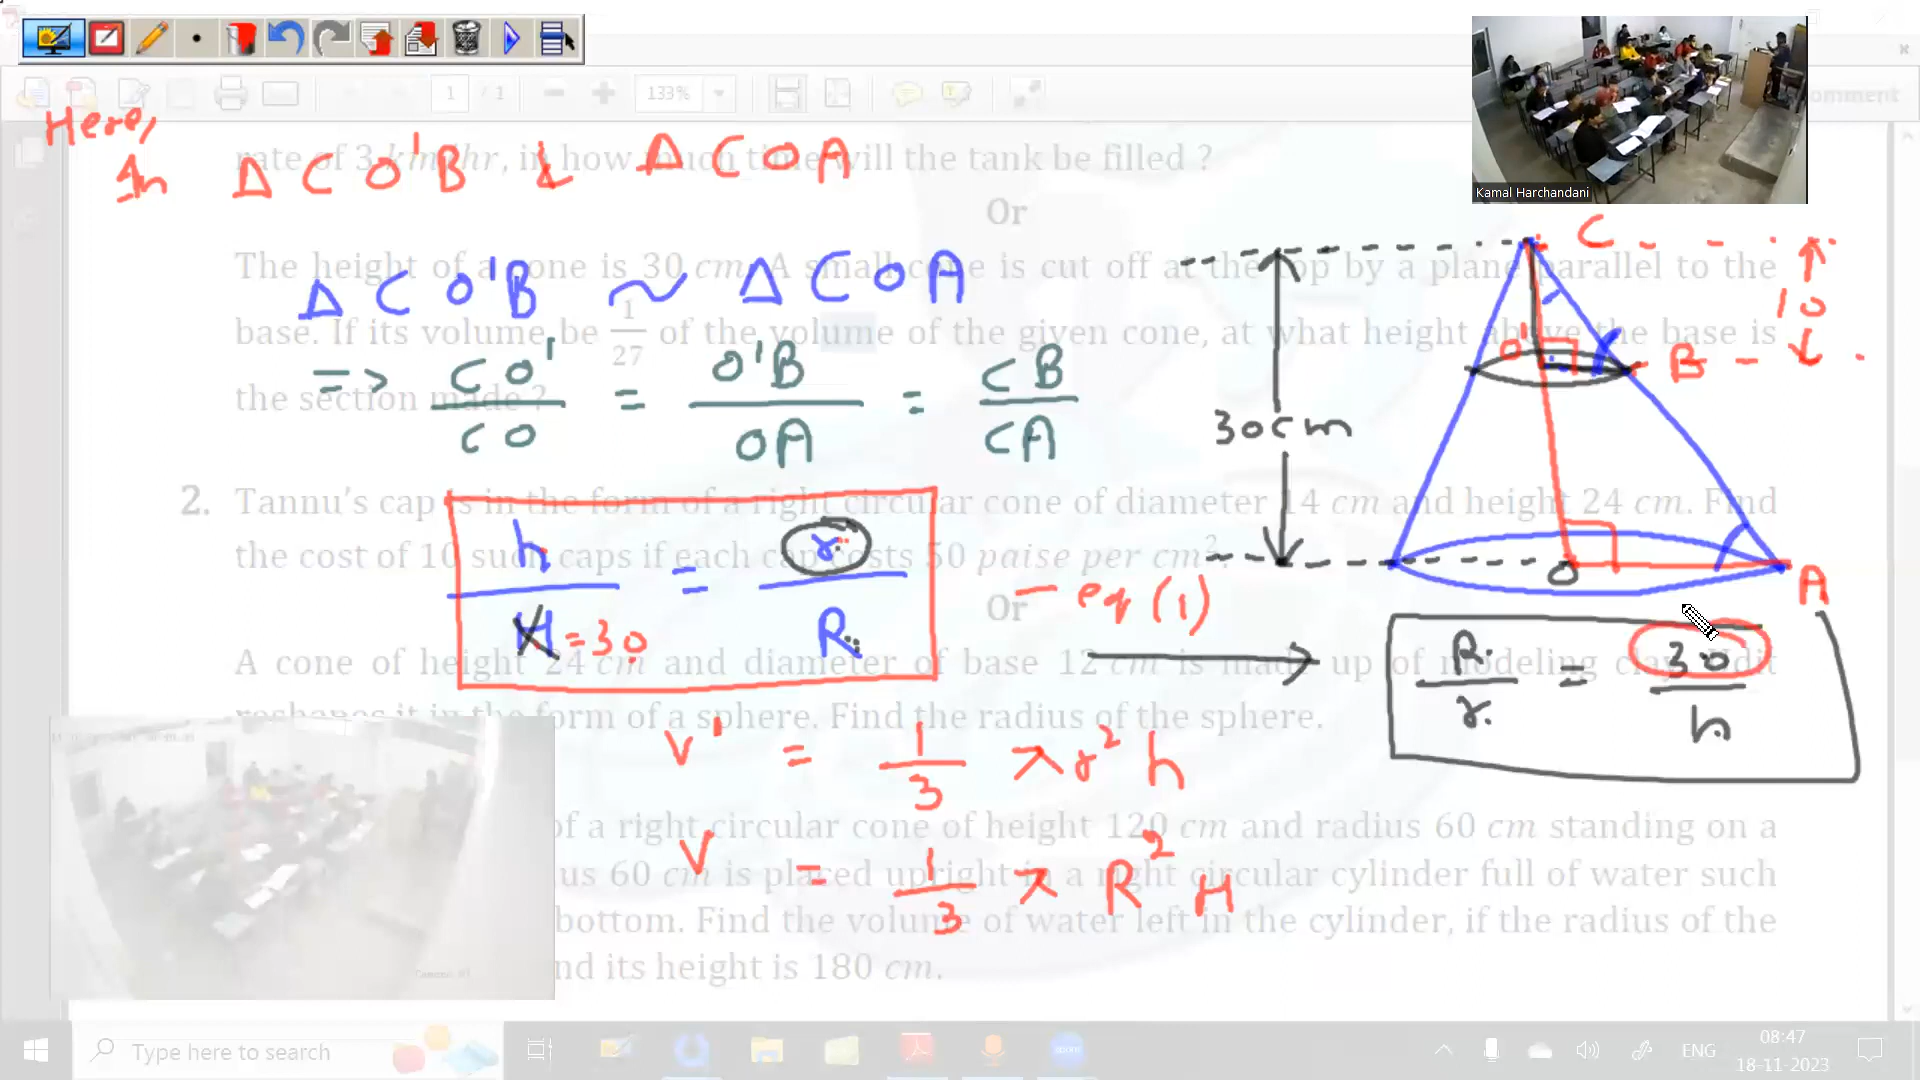 1 / 1
133%
Comment
Kamal Harchandani
Here,
In Δ CO'B & Δ COA
rate of 3 km/hr, in how much time will the tank be filled ?
Or
The height of a cone is 30 cm. A small cone is cut off at the top by a plane parallel to the
base. If its volume be 1/27 of the volume of the given cone, at what height above the base is
the section made ?
Δ CO'B ~ Δ COA
=> CO'/CO = O'B/OA = CB/CA
C
10
O'
B
30cm
O
A
2. Tannu's cap is in the form of a right circular cone of diameter 14 cm and height 24 cm. Find
the cost of 10 such caps if each cap costs 50 paise per cm².
Or
h/H = 30 = r/R - eq (1)
R/r = 30/h
A cone of height 24 cm and diameter of base 12 cm is made up of modeling clay.
reshapes it in the form of a sphere. Find the radius of the sphere.
V' = 1/3 π r² h
V = 1/3 π R² H
of a right circular cone of height 120 cm and radius 60 cm standing on a
us 60 cm is placed upright in a right circular cylinder full of water such
bottom. Find the volume of water left in the cylinder, if the radius of the
nd its height is 180 cm.
Type here to search
zoom
ENG
08:47
18-11-2023